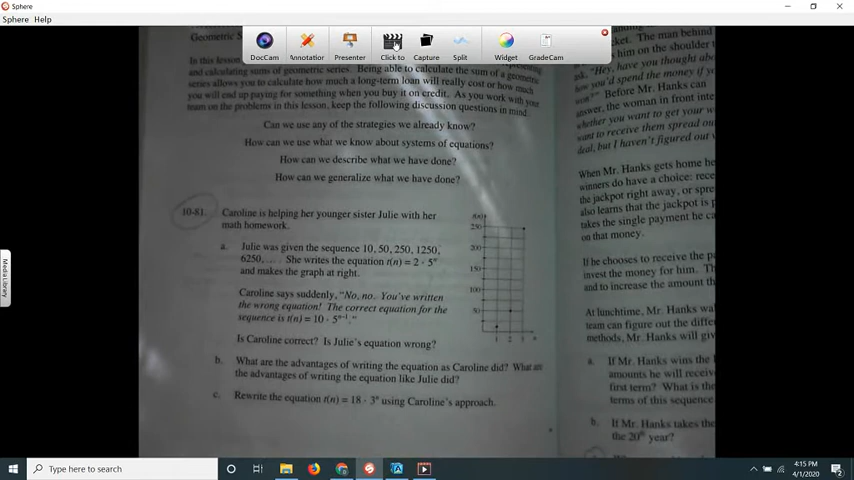 Sphere
Sphere Help
DocCam
Annotation
Presenter
Click to
Capture
Split
Widget
GradeCam
Media Library
Geometric S
In this lesson
and calculating sums of geometric series. Being able to calculate the sum of a geometric
series allows you to calculate how much a long-term loan will really cost or how much
you will end up paying for something when you buy it on credit. As you work with your
team on the problems in this lesson, keep the following discussion questions in mind.
Can we use any of the strategies we already know?
How can we use what we know about systems of equations?
How can we describe what we have done?
How can we generalize what we have done?
10-81. Caroline is helping her younger sister Julie with her
math homework.
a. Julie was given the sequence 10, 50, 250, 1250,
6250,.... She writes the equation t(n) = 2 · 5ⁿ
and makes the graph at right.
Caroline says suddenly, "No, no. You've written
the wrong equation! The correct equation for the
sequence is t(n) = 10 · 5ⁿ⁻¹."
Is Caroline correct? Is Julie's equation wrong?
b. What are the advantages of writing the equation as Caroline did? What are
the advantages of writing the equation like Julie did?
c. Rewrite the equation t(n) = 18 · 3ⁿ using Caroline's approach.
250
200
150
100
50
1 2 3 n
ket. The man behind
him on the shoulder
"Hey, have you thought
how you'd spend the money if
Before Mr. Hanks can
answer, the woman in front inte
whether you want to get your w
want to receive them spread ou
deal, but I haven't figured out
When Mr. Hanks gets home he
winners do have a choice: rece
the jackpot right away, or spre
also learns that the jackpot is p
takes the single payment he ca
on that money.
If he chooses to receive the pa
invest the money for him. Th
and to increase the amount th
At lunchtime, Mr. Hanks wa
team can figure out the differ
methods, Mr. Hanks will giv
a. If Mr. Hanks wins the
amounts he will receiv
first term? What is the
terms of this sequence
b. If Mr. Hanks takes the
the 20th year?
Type here to search
4:15 PM
4/1/2020